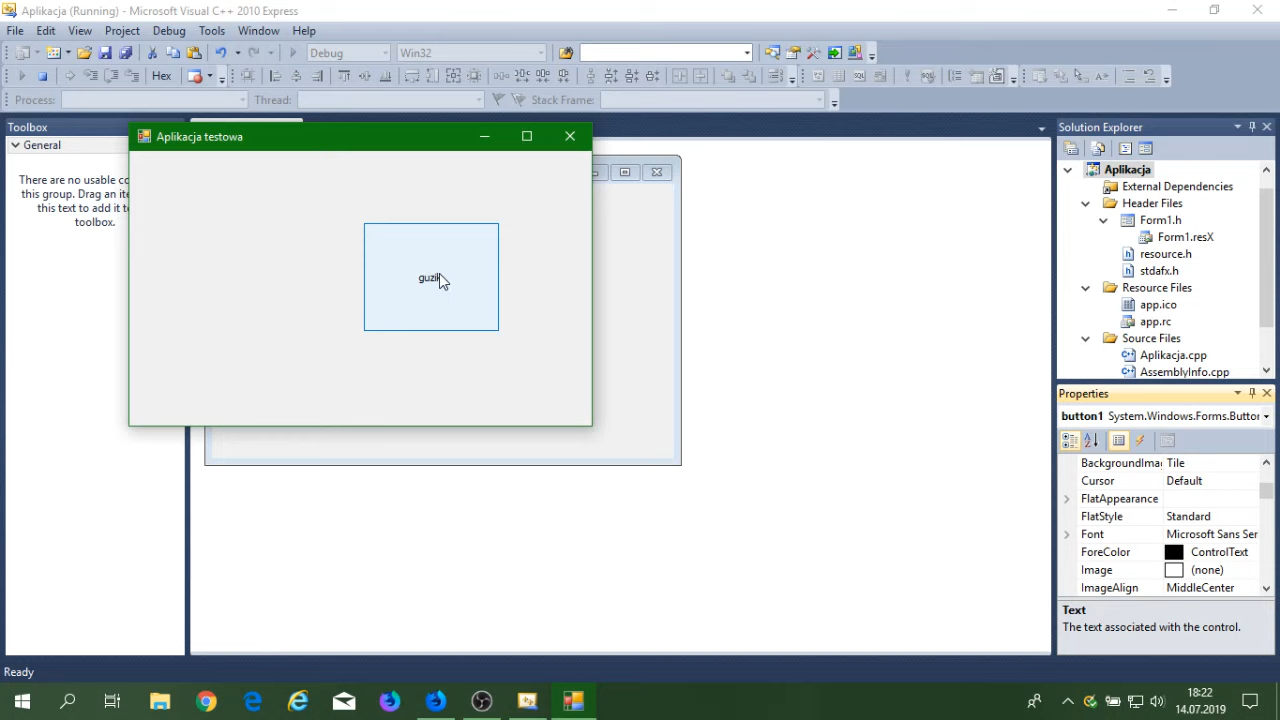 Aplikacja (Running) - Microsoft Visual C++ 2010 Express
File Edit View Project Debug Tools Window Help
Debug Win32
Hex
Process: Thread: Stack Frame:
Toolbox
General
There are no usable co
this group. Drag an ite
this text to add it t
toolbox.
Aplikacja testowa
guzik
Solution Explorer
Aplikacja
External Dependencies
Header Files
Form1.h
Form1.resX
resource.h
stdafx.h
Resource Files
app.ico
app.rc
Source Files
Aplikacja.cpp
AssemblyInfo.cpp
Properties
button1 System.Windows.Forms.Buttor
BackgroundIma Tile
Cursor Default
FlatAppearance
FlatStyle Standard
Font Microsoft Sans Ser
ForeColor ControlText
Image (none)
ImageAlign MiddleCenter
Text
The text associated with the control.
Ready
18:22
14.07.2019